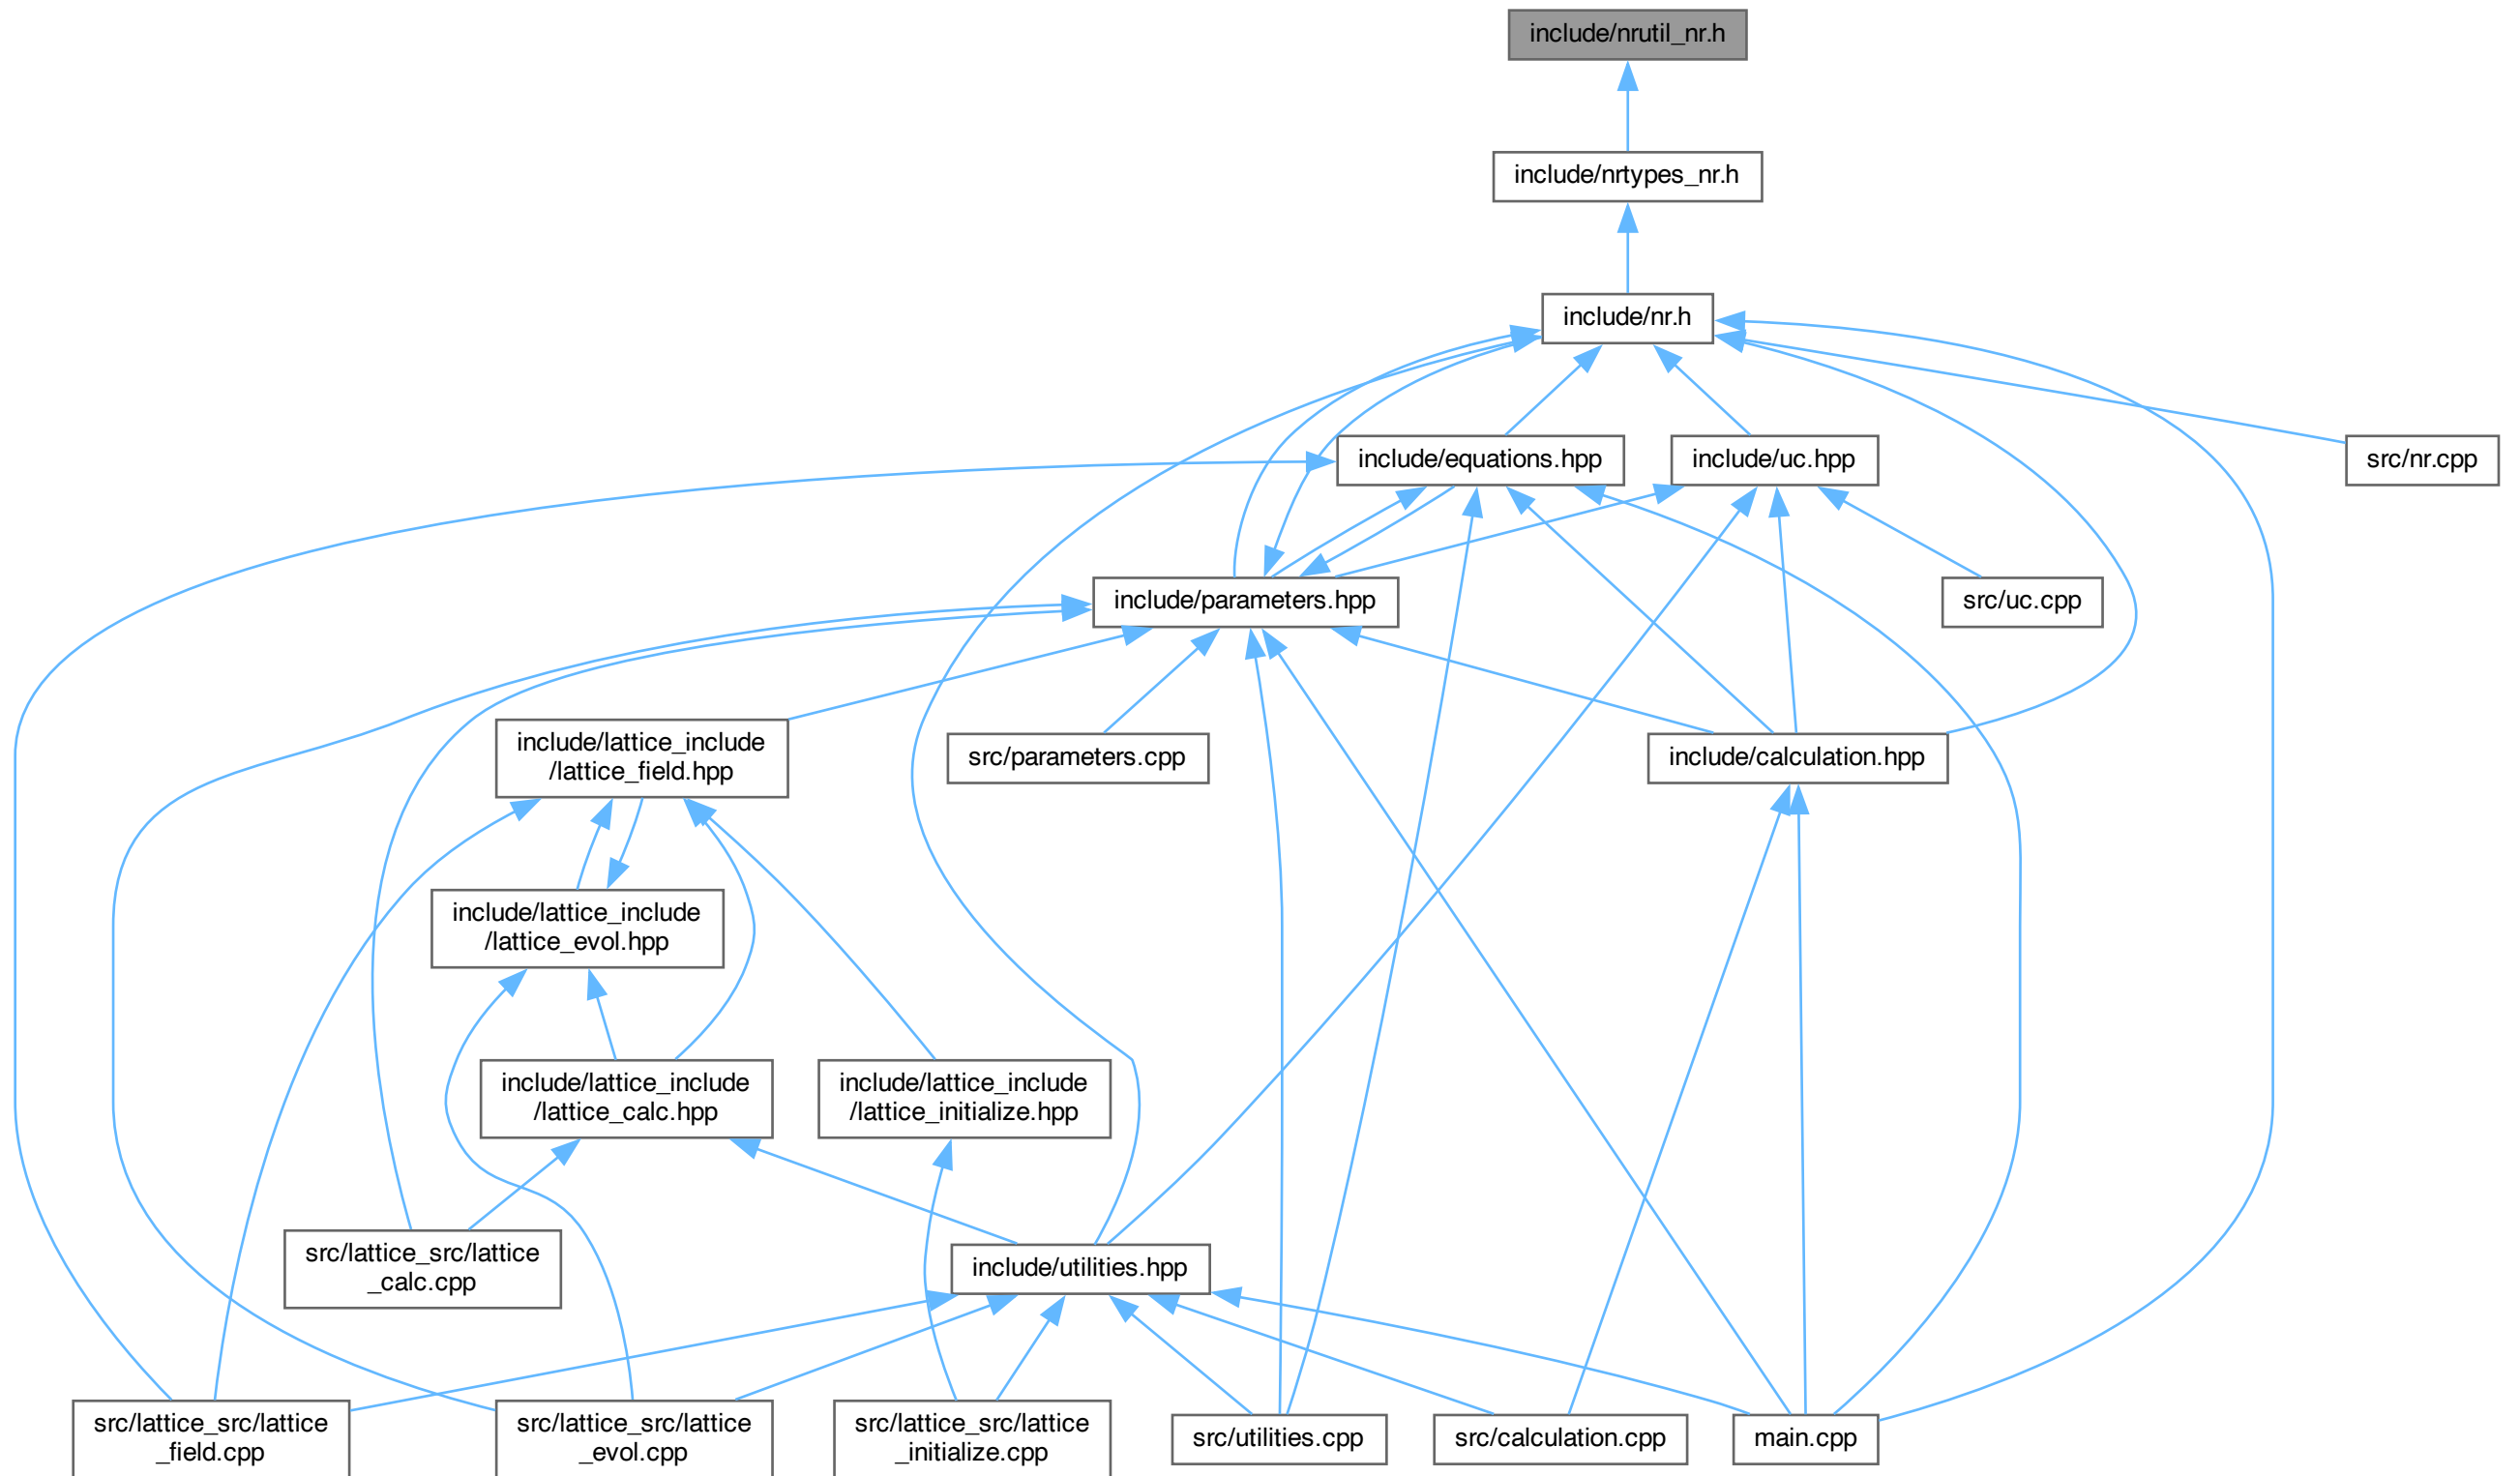 include/nrutil_nr.h
include/nrtypes_nr.h
include/nr.h
include/equations.hpp
include/uc.hpp
src/nr.cpp
include/parameters.hpp
src/uc.cpp
include/lattice_include
/lattice_field.hpp
src/parameters.cpp
include/calculation.hpp
include/lattice_include
/lattice_evol.hpp
include/lattice_include
/lattice_calc.hpp
include/lattice_include
/lattice_initialize.hpp
src/lattice_src/lattice
_calc.cpp
include/utilities.hpp
src/lattice_src/lattice
_field.cpp
src/lattice_src/lattice
_evol.cpp
src/lattice_src/lattice
_initialize.cpp
src/utilities.cpp
src/calculation.cpp
main.cpp